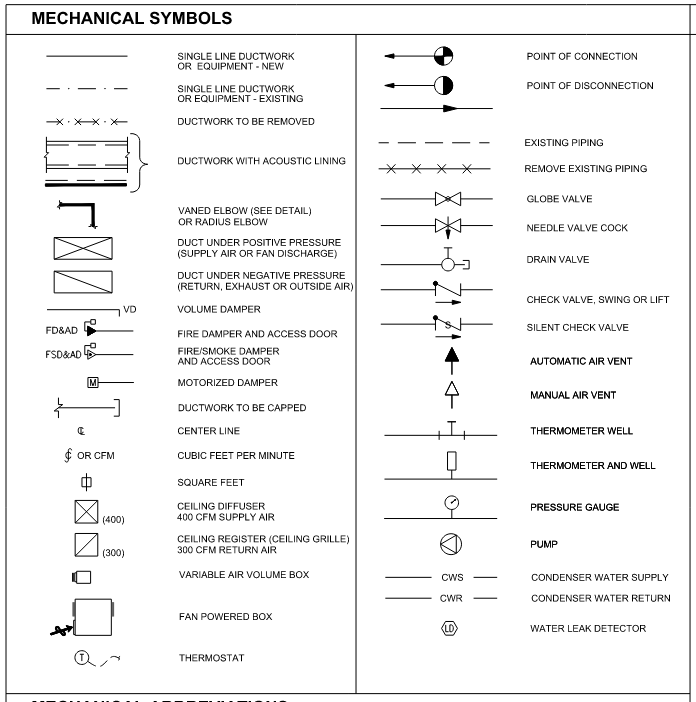 MECHANICAL SYMBOLS
SINGLE LINE DUCTWORK
OR EQUIPMENT - NEW
SINGLE LINE DUCTWORK
OR EQUIPMENT - EXISTING
DUCTWORK TO BE REMOVED
DUCTWORK WITH ACOUSTIC LINING
VANED ELBOW (SEE DETAIL)
OR RADIUS ELBOW
DUCT UNDER POSITIVE PRESSURE
(SUPPLY AIR OR FAN DISCHARGE)
DUCT UNDER NEGATIVE PRESSURE
(RETURN, EXHAUST OR OUTSIDE AIR)
VD
VOLUME DAMPER
FD&AD
FIRE DAMPER AND ACCESS DOOR
FSD&AD
FIRE/SMOKE DAMPER
AND ACCESS DOOR
M
MOTORIZED DAMPER
DUCTWORK TO BE CAPPED
℄
CENTER LINE
OR CFM
CUBIC FEET PER MINUTE
SQUARE FEET
(400)
CEILING DIFFUSER
400 CFM SUPPLY AIR
(300)
CEILING REGISTER (CEILING GRILLE)
300 CFM RETURN AIR
VARIABLE AIR VOLUME BOX
FAN POWERED BOX
T
THERMOSTAT
POINT OF CONNECTION
POINT OF DISCONNECTION
EXISTING PIPING
REMOVE EXISTING PIPING
GLOBE VALVE
NEEDLE VALVE COCK
DRAIN VALVE
CHECK VALVE, SWING OR LIFT
S
SILENT CHECK VALVE
AUTOMATIC AIR VENT
MANUAL AIR VENT
THERMOMETER WELL
THERMOMETER AND WELL
PRESSURE GAUGE
PUMP
CWS
CONDENSER WATER SUPPLY
CWR
CONDENSER WATER RETURN
LD
WATER LEAK DETECTOR